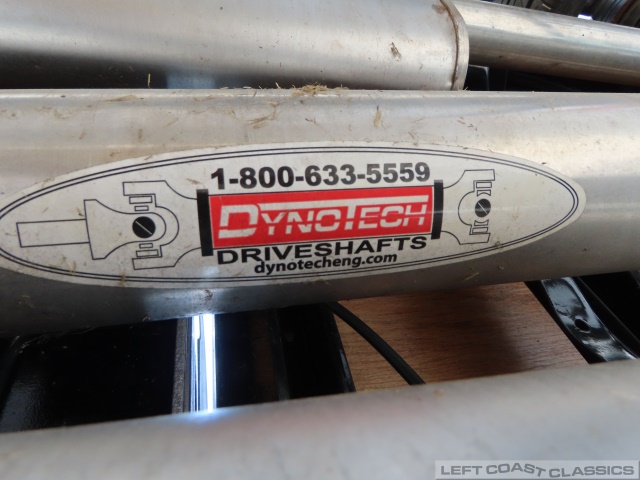 1-800-633-5559
DYNOTECH
DRIVESHAFTS
dynotecheng.com
LEFT COAST CLASSICS